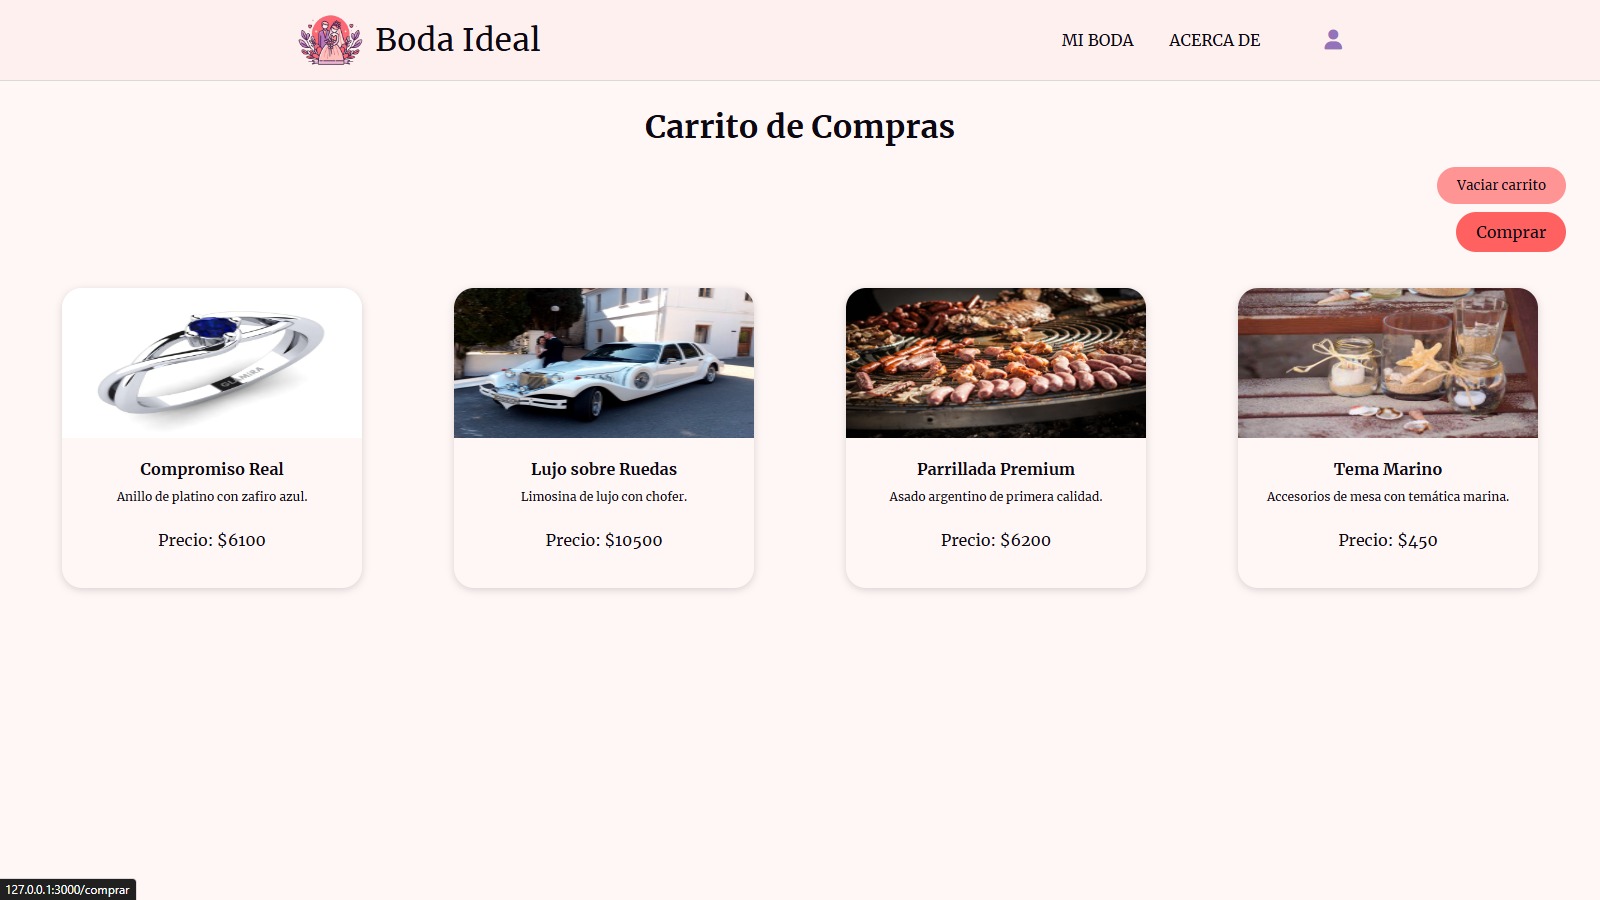 Boda Ideal
MI BODA
ACERCA DE
Carrito de Compras
Vaciar carrito
Comprar
GLAMIRA
Compromiso Real
Anillo de platino con zafiro azul.
Precio: $6100
Lujo sobre Ruedas
Limosina de lujo con chofer.
Precio: $10500
Parrillada Premium
Asado argentino de primera calidad.
Precio: $6200
Tema Marino
Accesorios de mesa con temática marina.
Precio: $450
127.0.0.1:3000/comprar